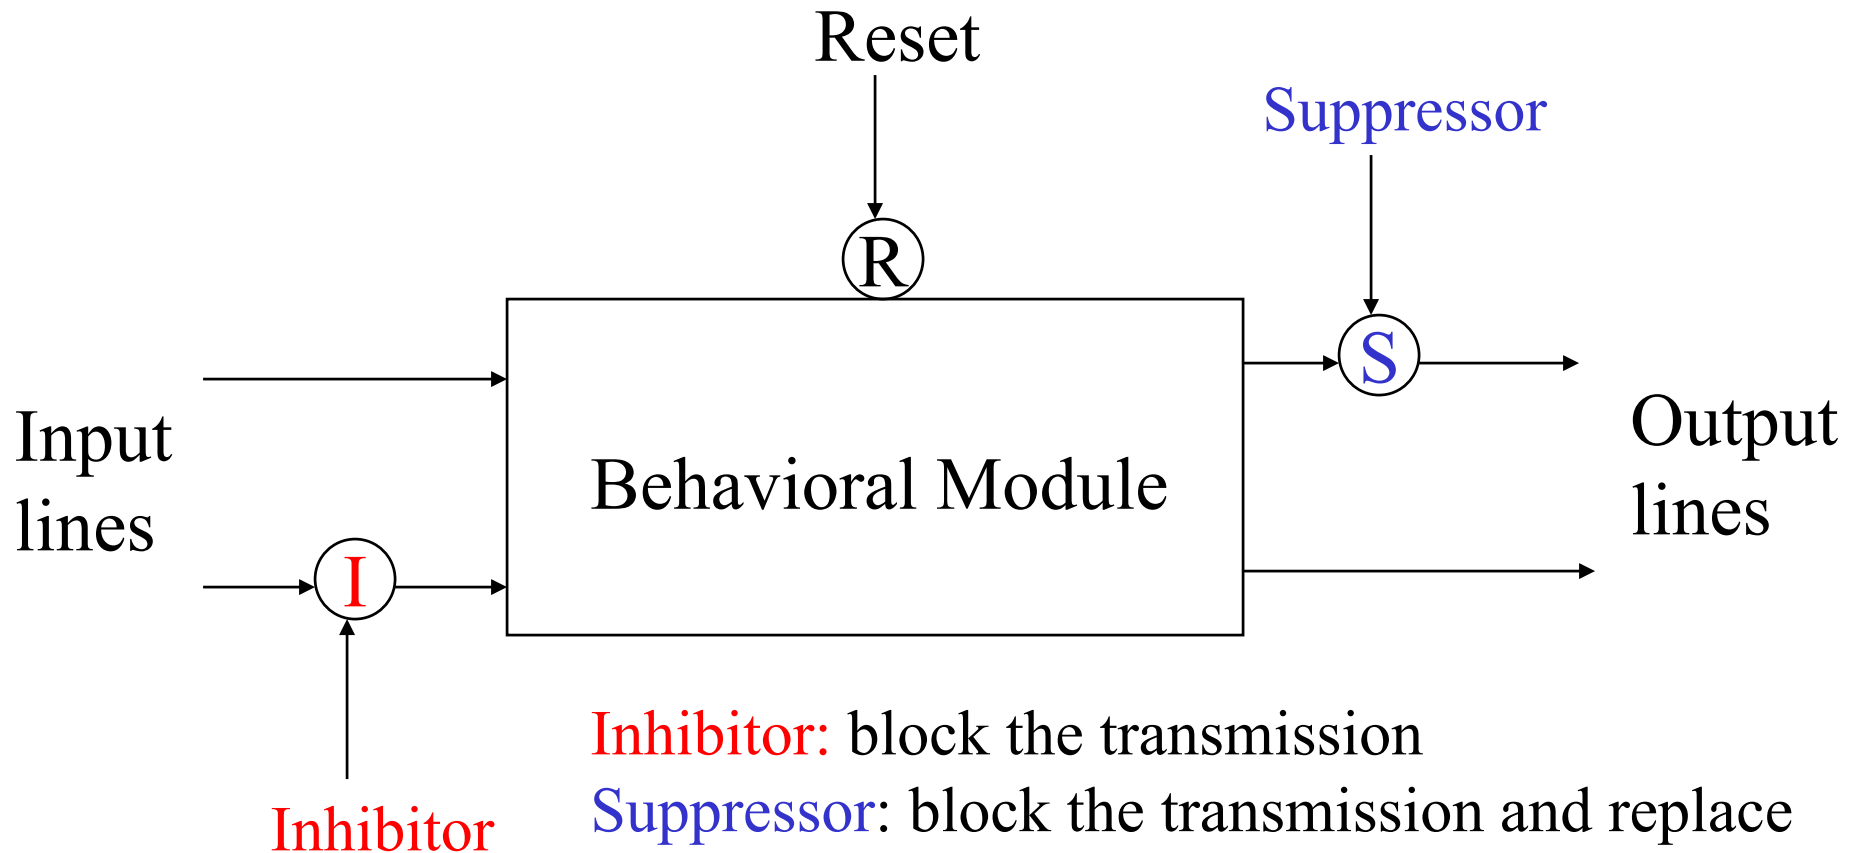 Reset
Suppressor
R
S
Input
lines
Behavioral Module
Output
lines
I
Inhibitor
Inhibitor: block the transmission
Suppressor: block the transmission and replace